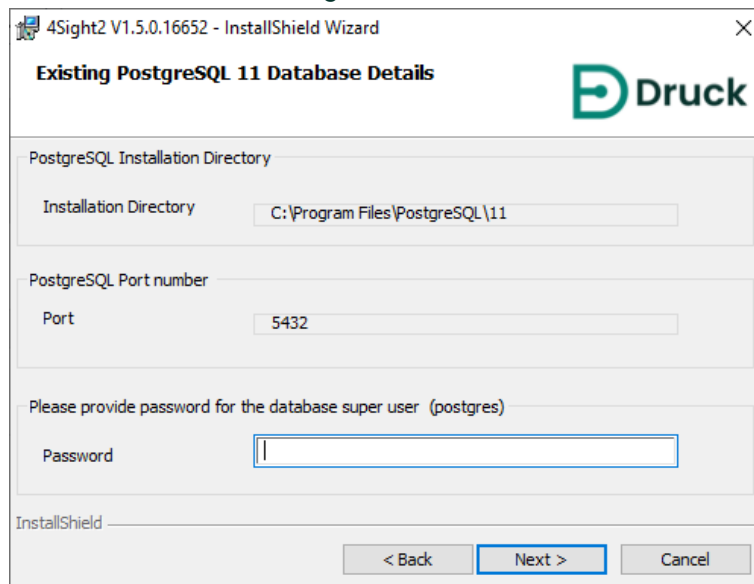 4Sight2 V1.5.0.16652 - InstallShield Wizard
Existing PostgreSQL 11 Database Details
Druck
PostgreSQL Installation Directory
Installation Directory
C:\Program Files\PostgreSQL\11
PostgreSQL Port number
Port
5432
Please provide password for the database super user (postgres)
Password
InstallShield
< Back
Next >
Cancel